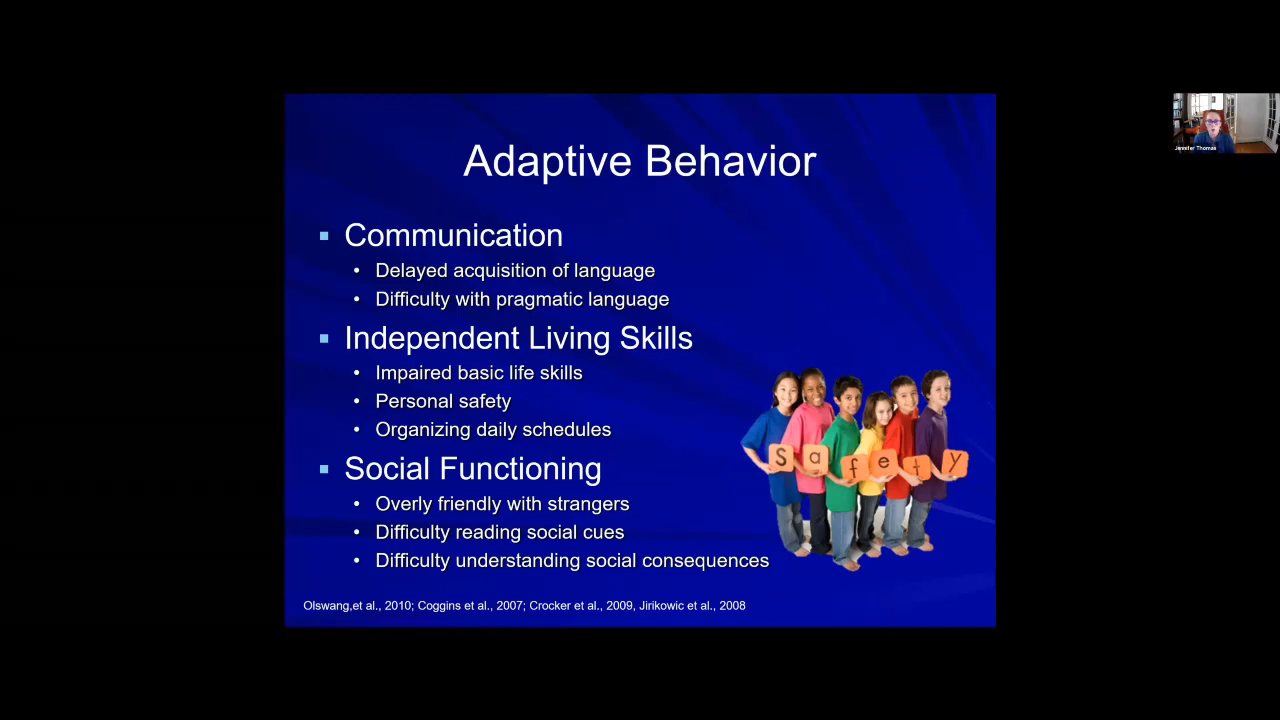 Adaptive Behavior
Communication
Delayed acquisition of language
Difficulty with pragmatic language
Independent Living Skills
Impaired basic life skills
Personal safety
Organizing daily schedules
Social Functioning
Overly friendly with strangers
Difficulty reading social cues
Difficulty understanding social consequences
Safety
Olswang,et al., 2010; Coggins et al., 2007; Crocker et al., 2009, Jirikowic et al., 2008
Jennifer Thomas